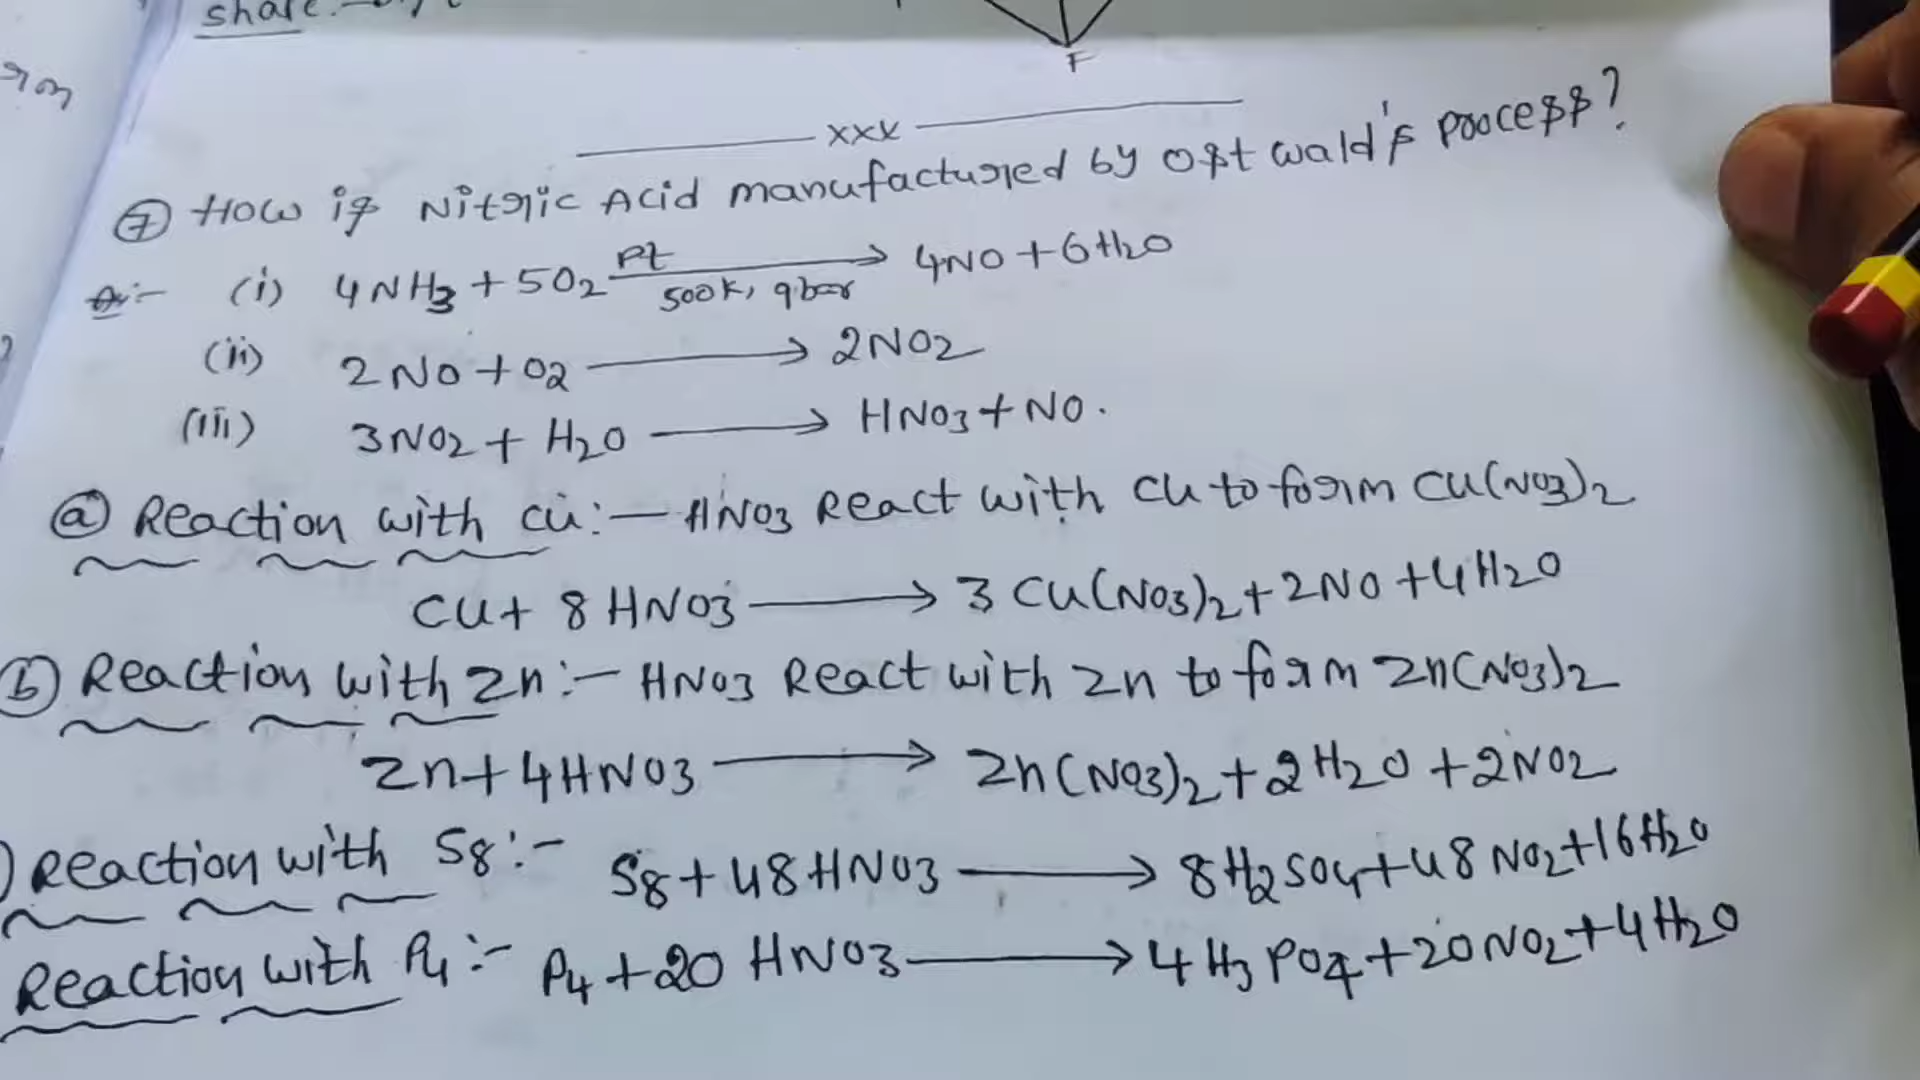 share:-
F
xxx
⑦ How is Nitric Acid manufactured by Ostwald's process?
A:- (i) 4NH3 + 5O2 Pt 500k, 9bar → 4NO + 6H2O
(ii) 2NO + O2 → 2NO2
(iii) 3NO2 + H2O → HNO3 + NO.
ⓐ Reaction with Cu:- HNO3 React with Cu to form Cu(NO3)2
Cu + 8HNO3 → 3Cu(NO3)2 + 2NO + 4H2O
ⓑ Reaction with Zn:- HNO3 React with Zn to form Zn(NO3)2
Zn + 4HNO3 → Zn(NO3)2 + 2H2O + 2NO2
) Reaction with S8:- S8 + 48HNO3 → 8H2SO4 + 48NO2 + 16H2O
Reaction with P4:- P4 + 20HNO3 → 4H3PO4 + 20NO2 + 4H2O